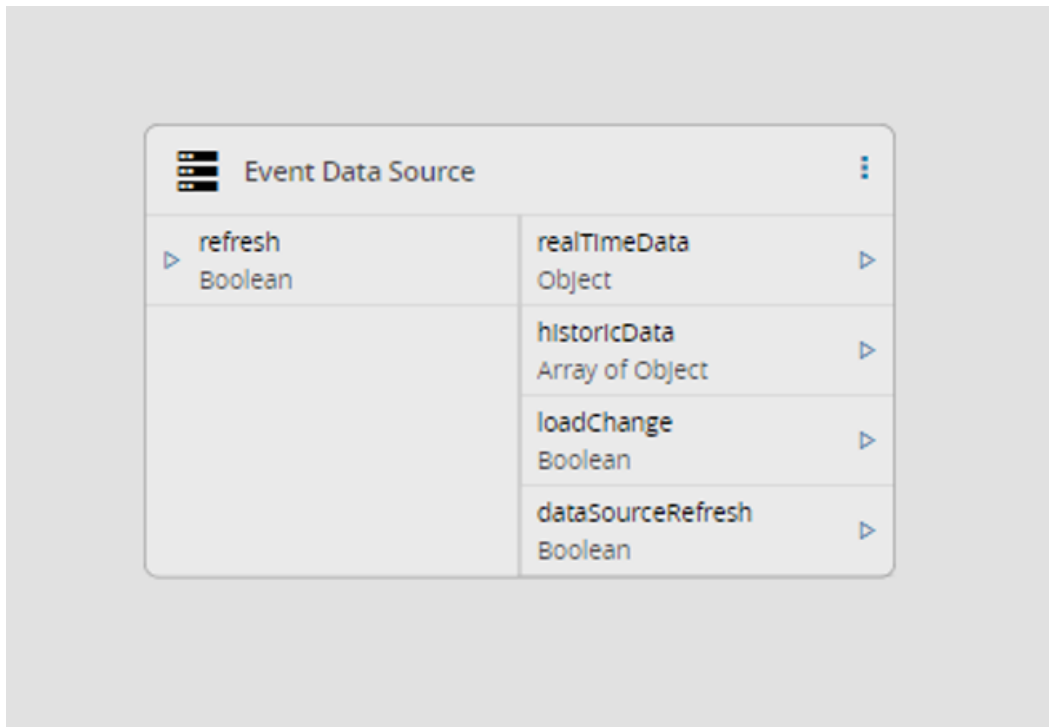 Event Data Source
refresh
Boolean
realTimeData
Object
historicData
Array of Object
loadChange
Boolean
dataSourceRefresh
Boolean